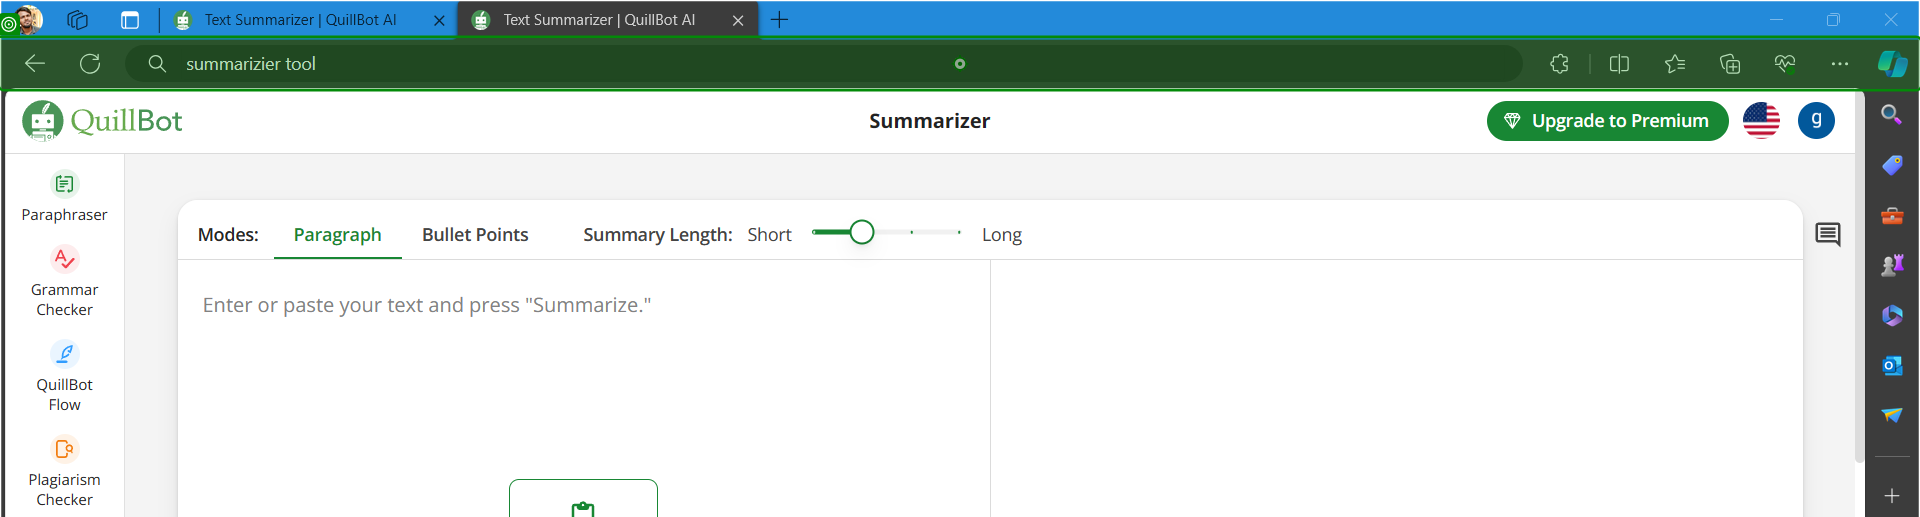 Text Summarizer | QuillBot AI
Text Summarizer | QuillBot AI
summarizier tool
QuillBot
Summarizer
Upgrade to Premium
g
Paraphraser
Grammar
Checker
QuillBot
Flow
Plagiarism
Checker
Modes: Paragraph Bullet Points Summary Length: Short Long
Enter or paste your text and press "Summarize."